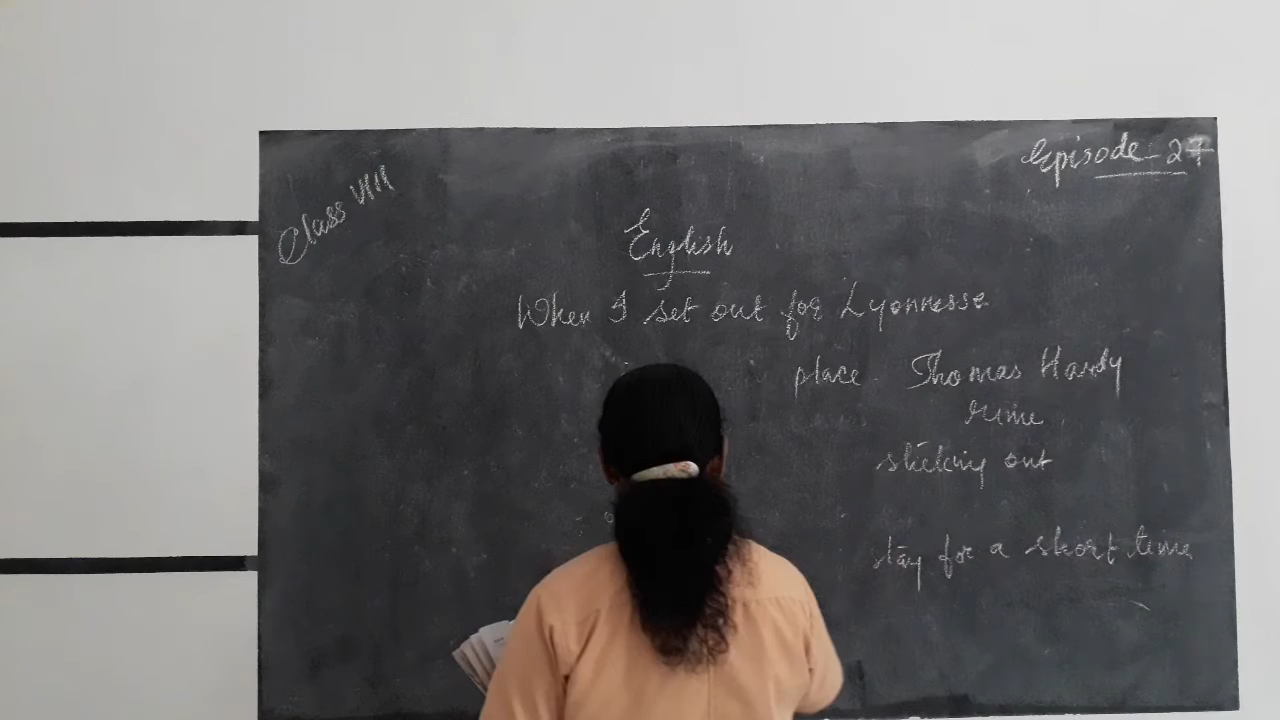 Episode - 27
Class VIII
English
When I set out for Lyonnesse
place. Thomas Hardy
rime
sticking out
stay for a short time